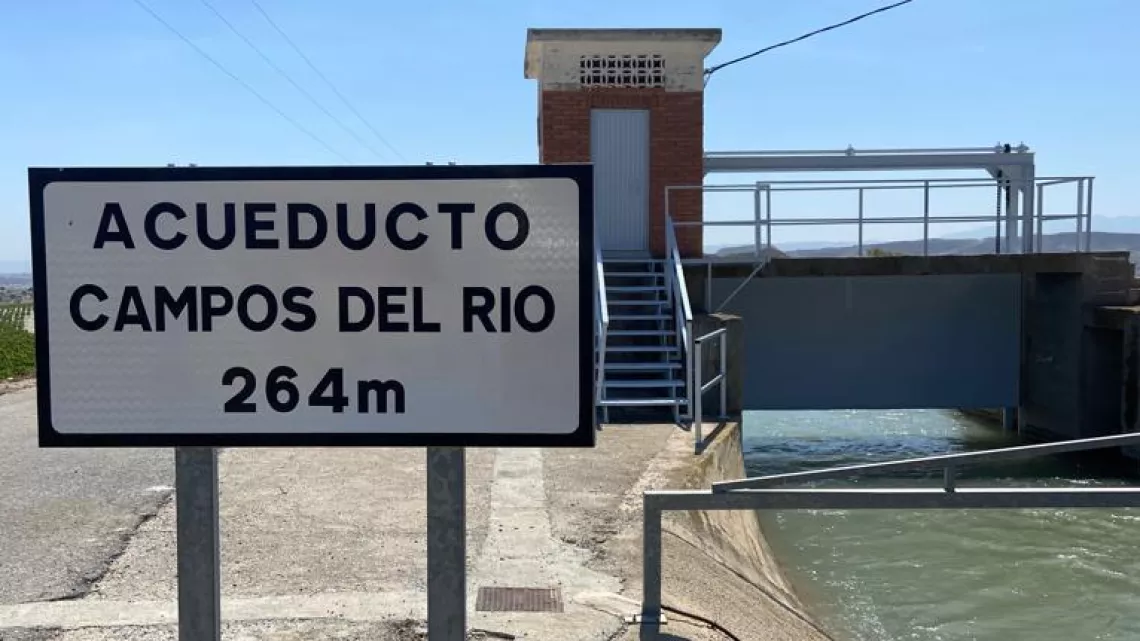 ACUEDUCTO
CAMPOS DEL RIO
264m